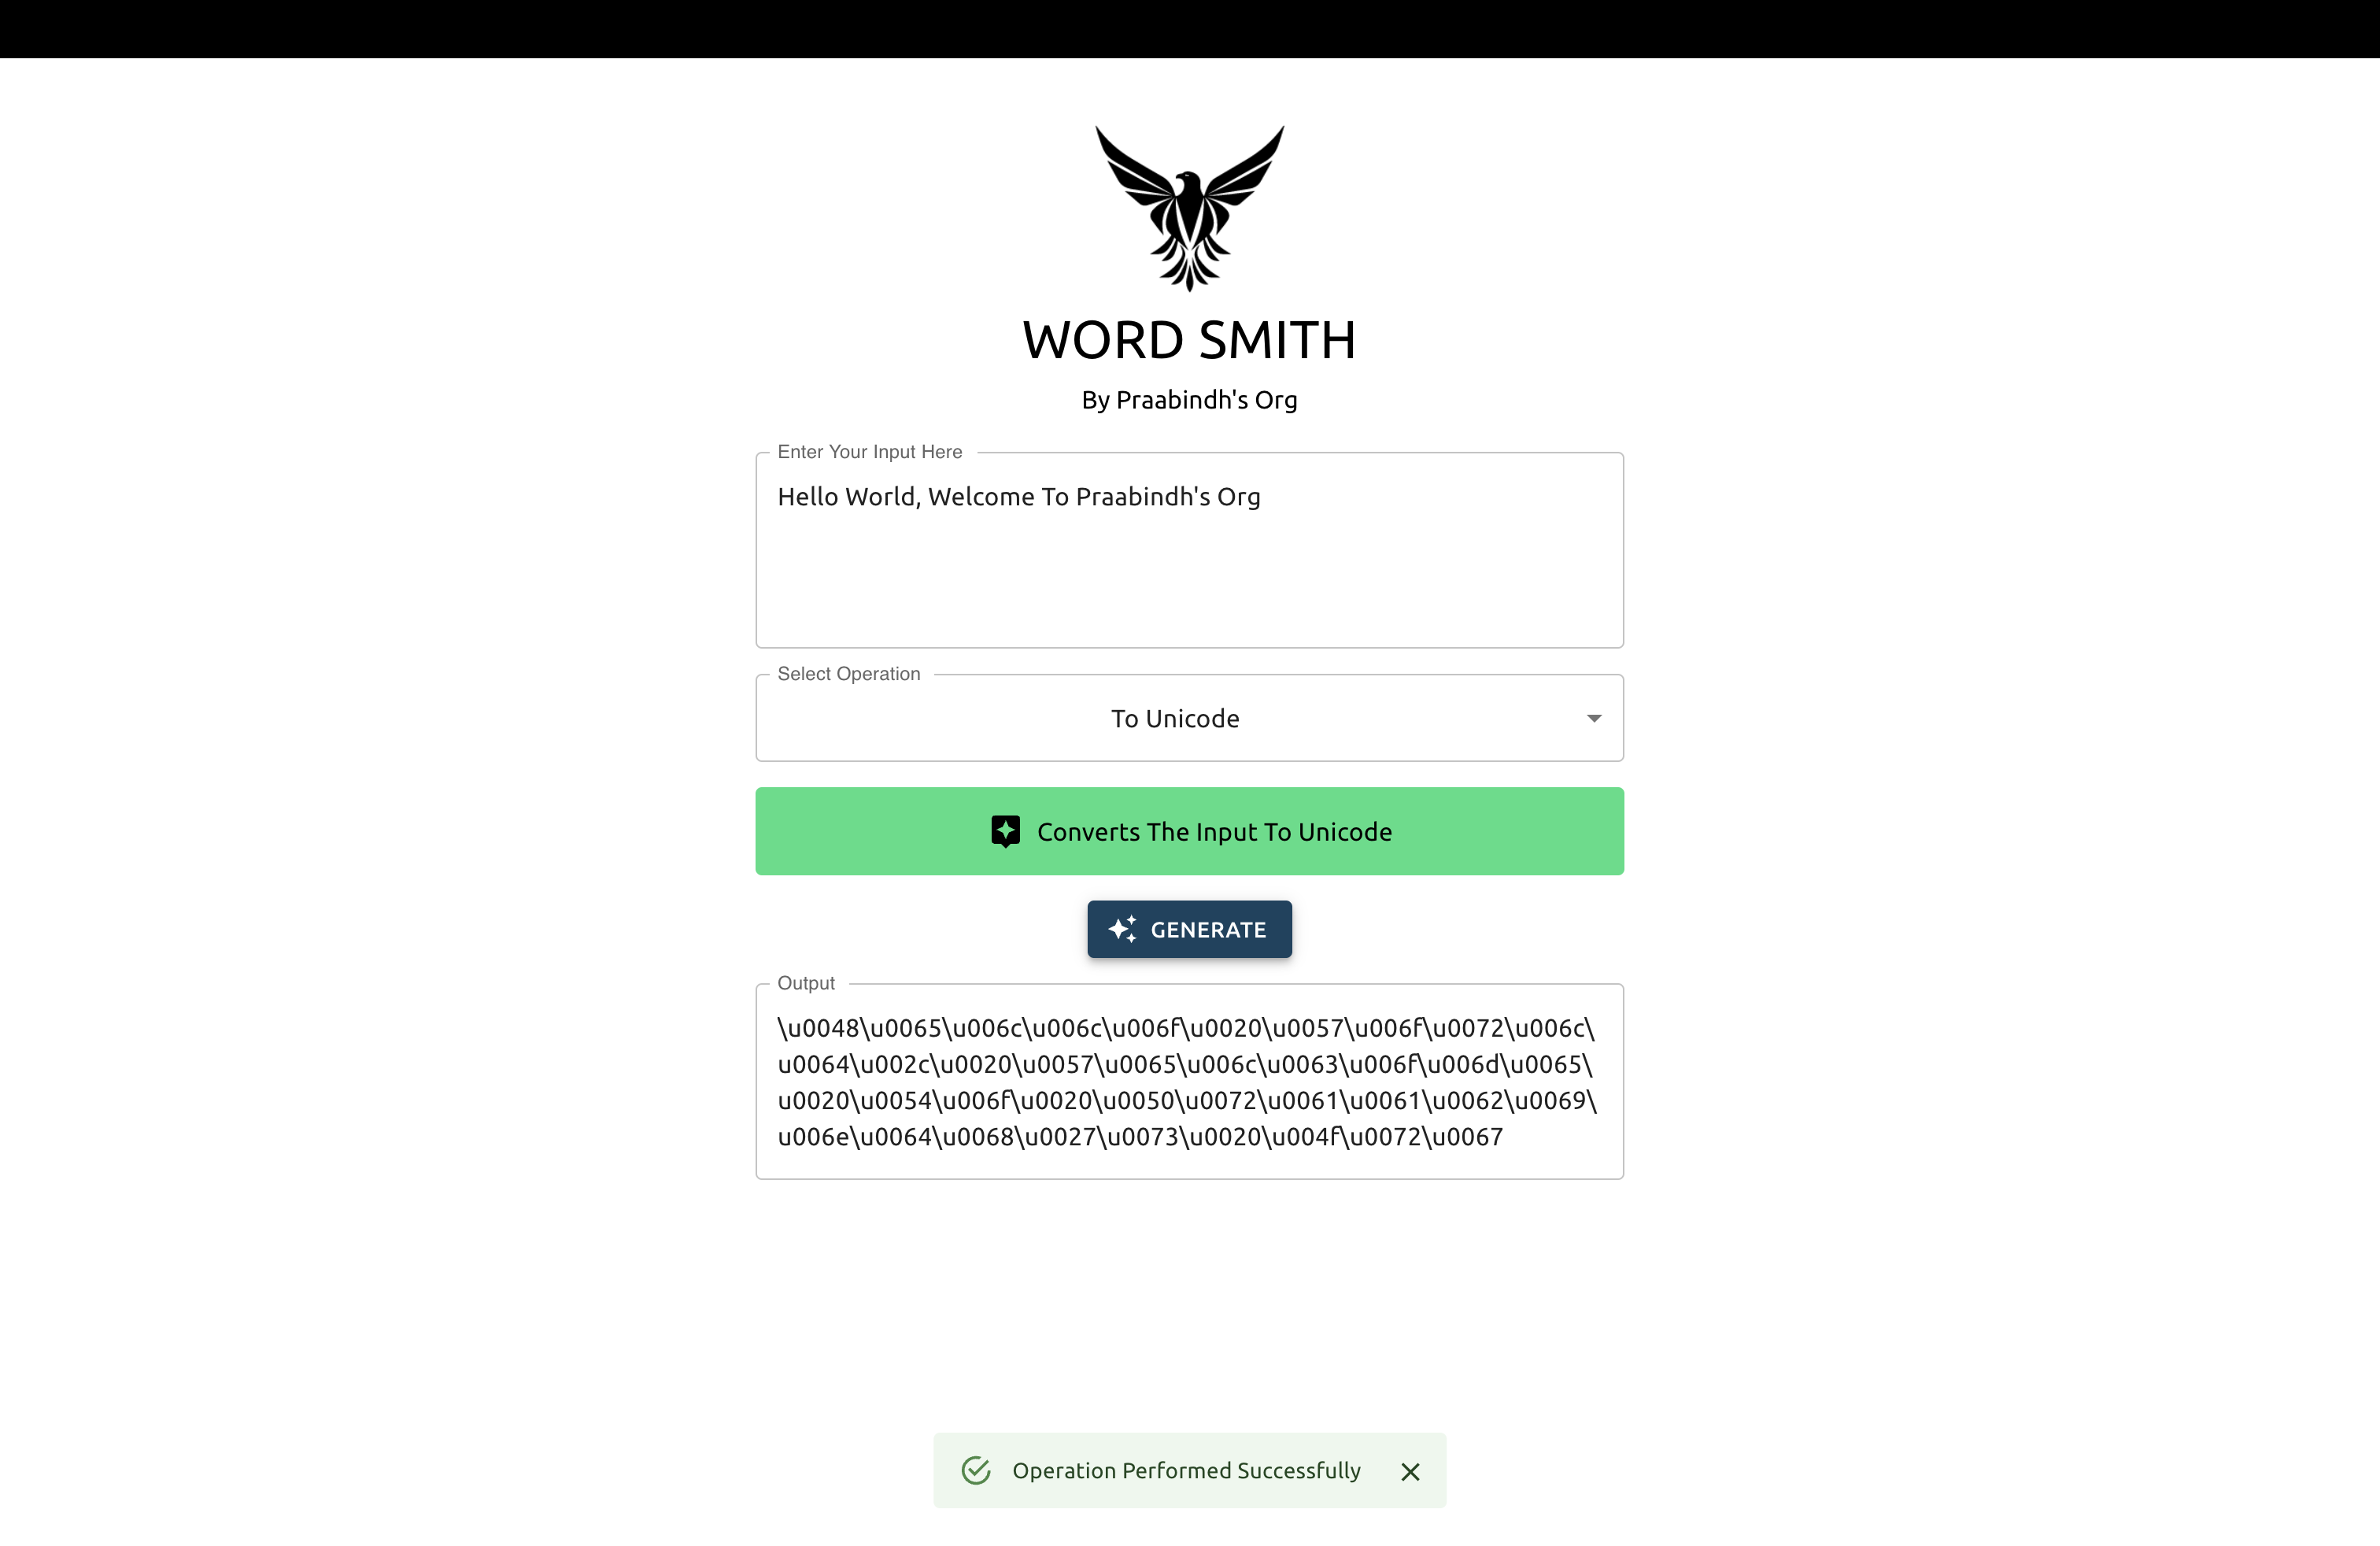 WORD SMITH
By Praabindh's Org
Enter Your Input Here
Hello World, Welcome To Praabindh's Org
Select Operation
To Unicode
Converts The Input To Unicode
GENERATE
Output
\u0048\u0065\u006c\u006c\u006f\u0020\u0057\u006f\u0072\u006c\
u0064\u002c\u0020\u0057\u0065\u006c\u0063\u006f\u006d\u0065\
u0020\u0054\u006f\u0020\u0050\u0072\u0061\u0061\u0062\u0069\
u006e\u0064\u0068\u0027\u0073\u0020\u004f\u0072\u0067
Operation Performed Successfully